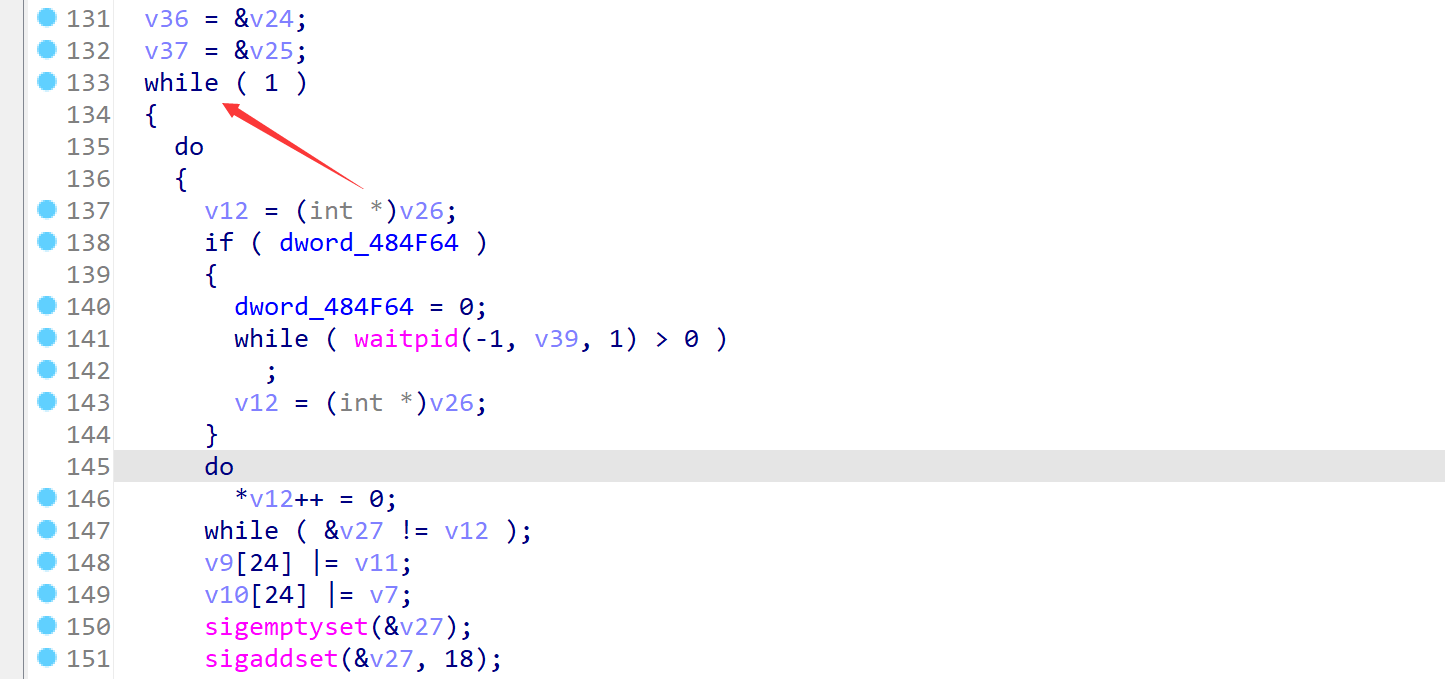 131 v36 = &v24;
132 v37 = &v25;
133 while ( 1 )
134 {
135 do
136 {
137 v12 = (int *)v26;
138 if ( dword_484F64 )
139 {
140 dword_484F64 = 0;
141 while ( waitpid(-1, v39, 1) > 0 )
142 ;
143 v12 = (int *)v26;
144 }
145 do
146 *v12++ = 0;
147 while ( &v27 != v12 );
148 v9[24] |= v11;
149 v10[24] |= v7;
150 sigemptyset(&v27);
151 sigaddset(&v27, 18);